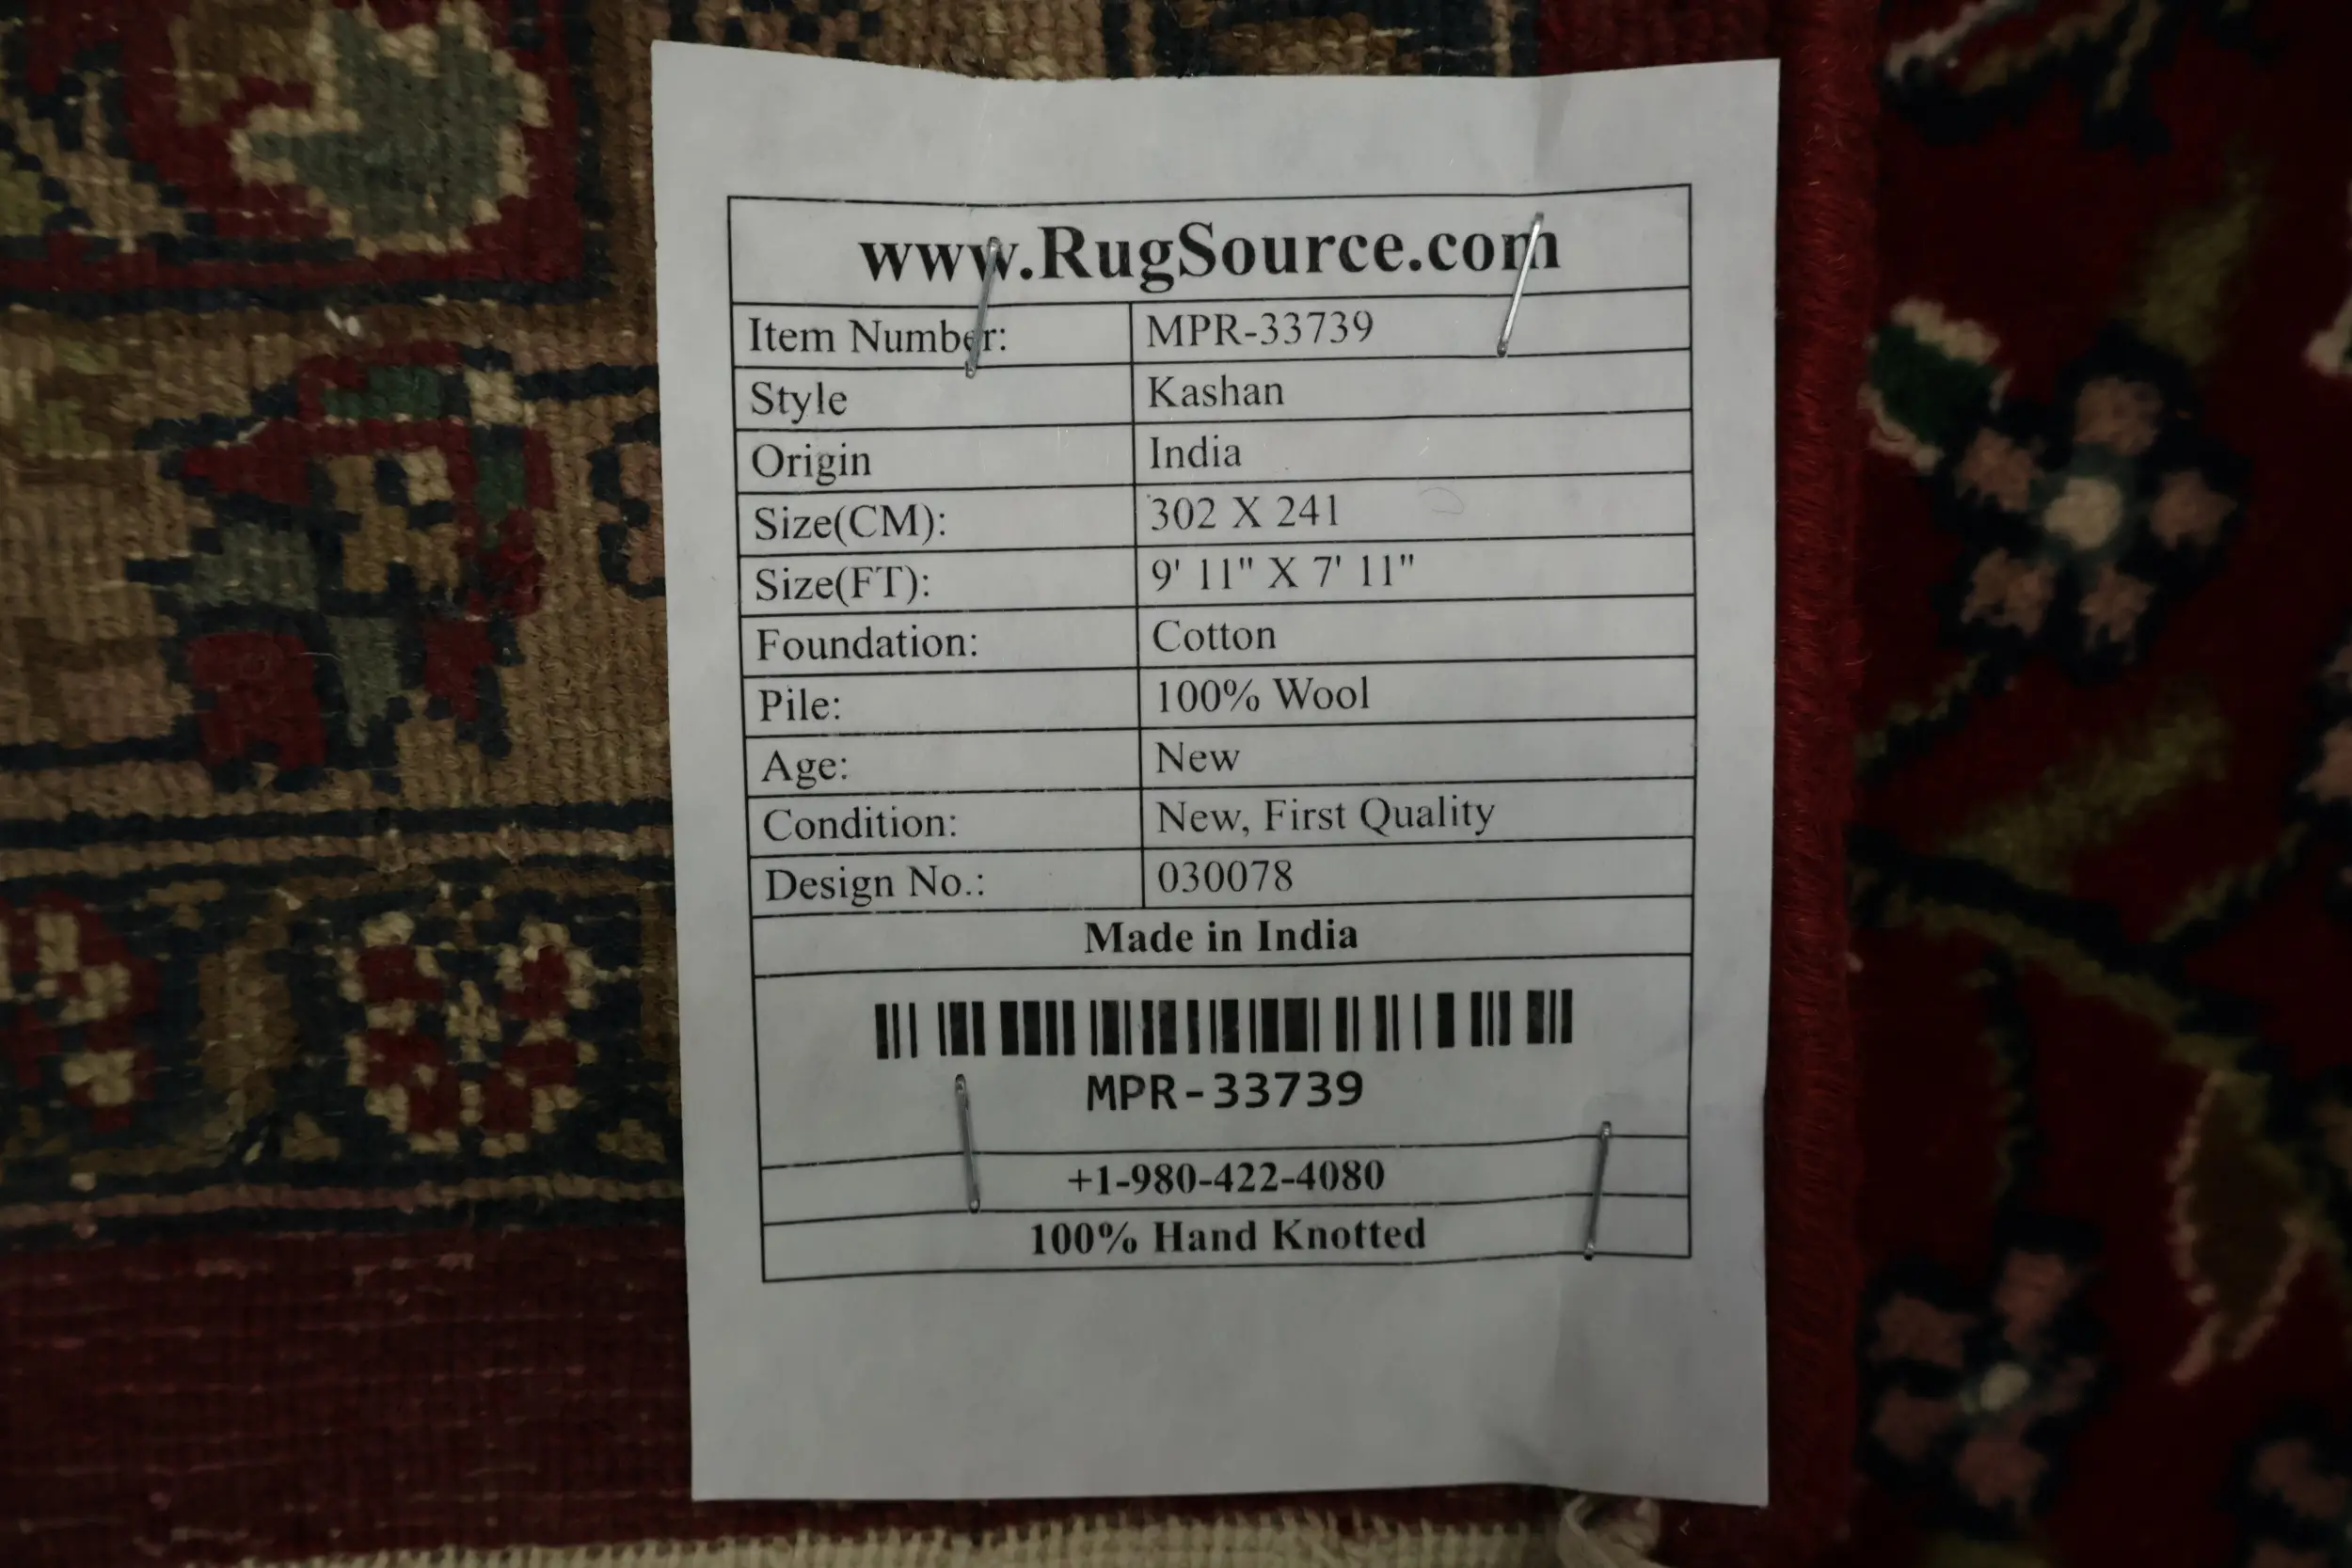 www.RugSource.com
Item Number: MPR-33739
Style Kashan
Origin India
Size(CM): 302 X 241
Size(FT): 9' 11" X 7' 11"
Foundation: Cotton
Pile: 100% Wool
Age: New
Condition: New, First Quality
Design No.: 030078
Made in India
MPR-33739
+1-980-422-4080
100% Hand Knotted